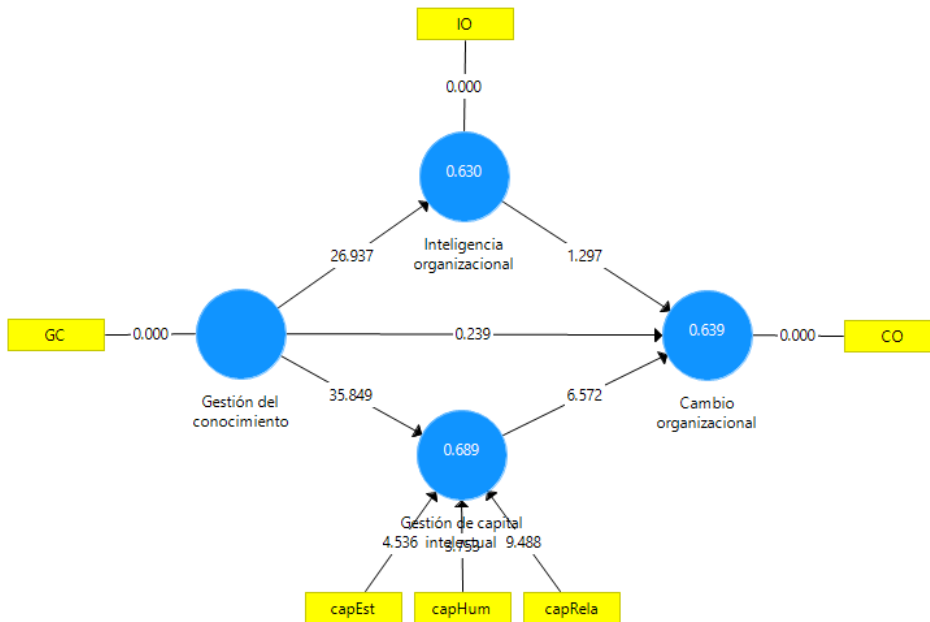 IO
0.000
0.630
Inteligencia
organizacional
26.937
1.297
GC
0.000
0.239
0.639
0.000
CO
Gestión del
conocimiento
35.849
6.572
Cambio
organizacional
0.689
Gestión de capital
intelectual
4.536
9.488
capEst
capHum
capRela